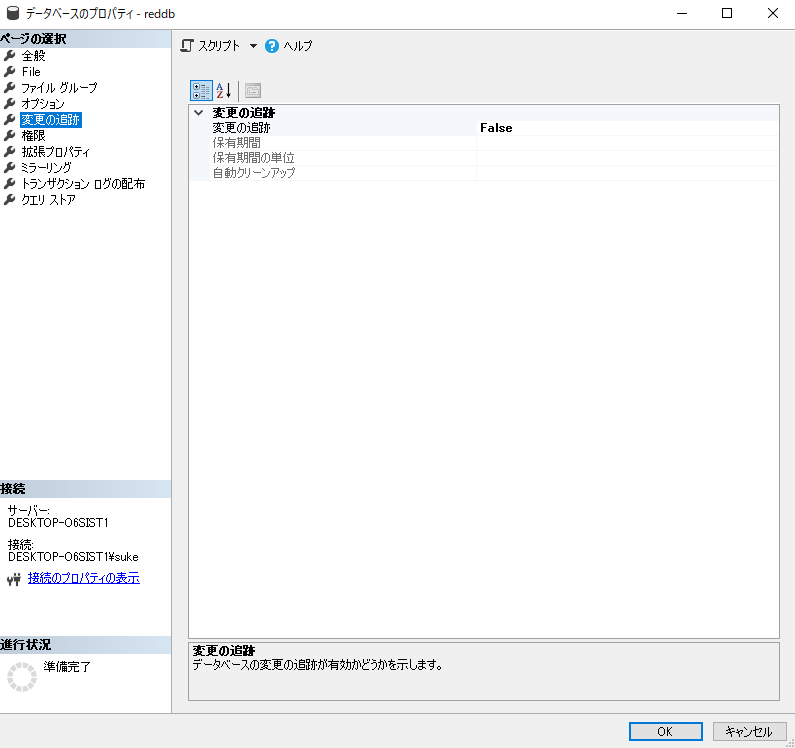 データベースのプロパティ - reddb
ページの選択
全般
File
ファイル グループ
オプション
変更の追跡
権限
拡張プロパティ
ミラーリング
トランザクション ログの配布
クエリ ストア
スクリプト
ヘルプ
変更の追跡
変更の追跡 False
保有期間
保有期間の単位
自動クリーンアップ
接続
サーバー:
DESKTOP-O6SIST1
接続:
DESKTOP-O6SIST1¥suke
接続のプロパティの表示
進行状況
準備完了
変更の追跡
データベースの変更の追跡が有効かどうかを示します。
OK
キャンセル